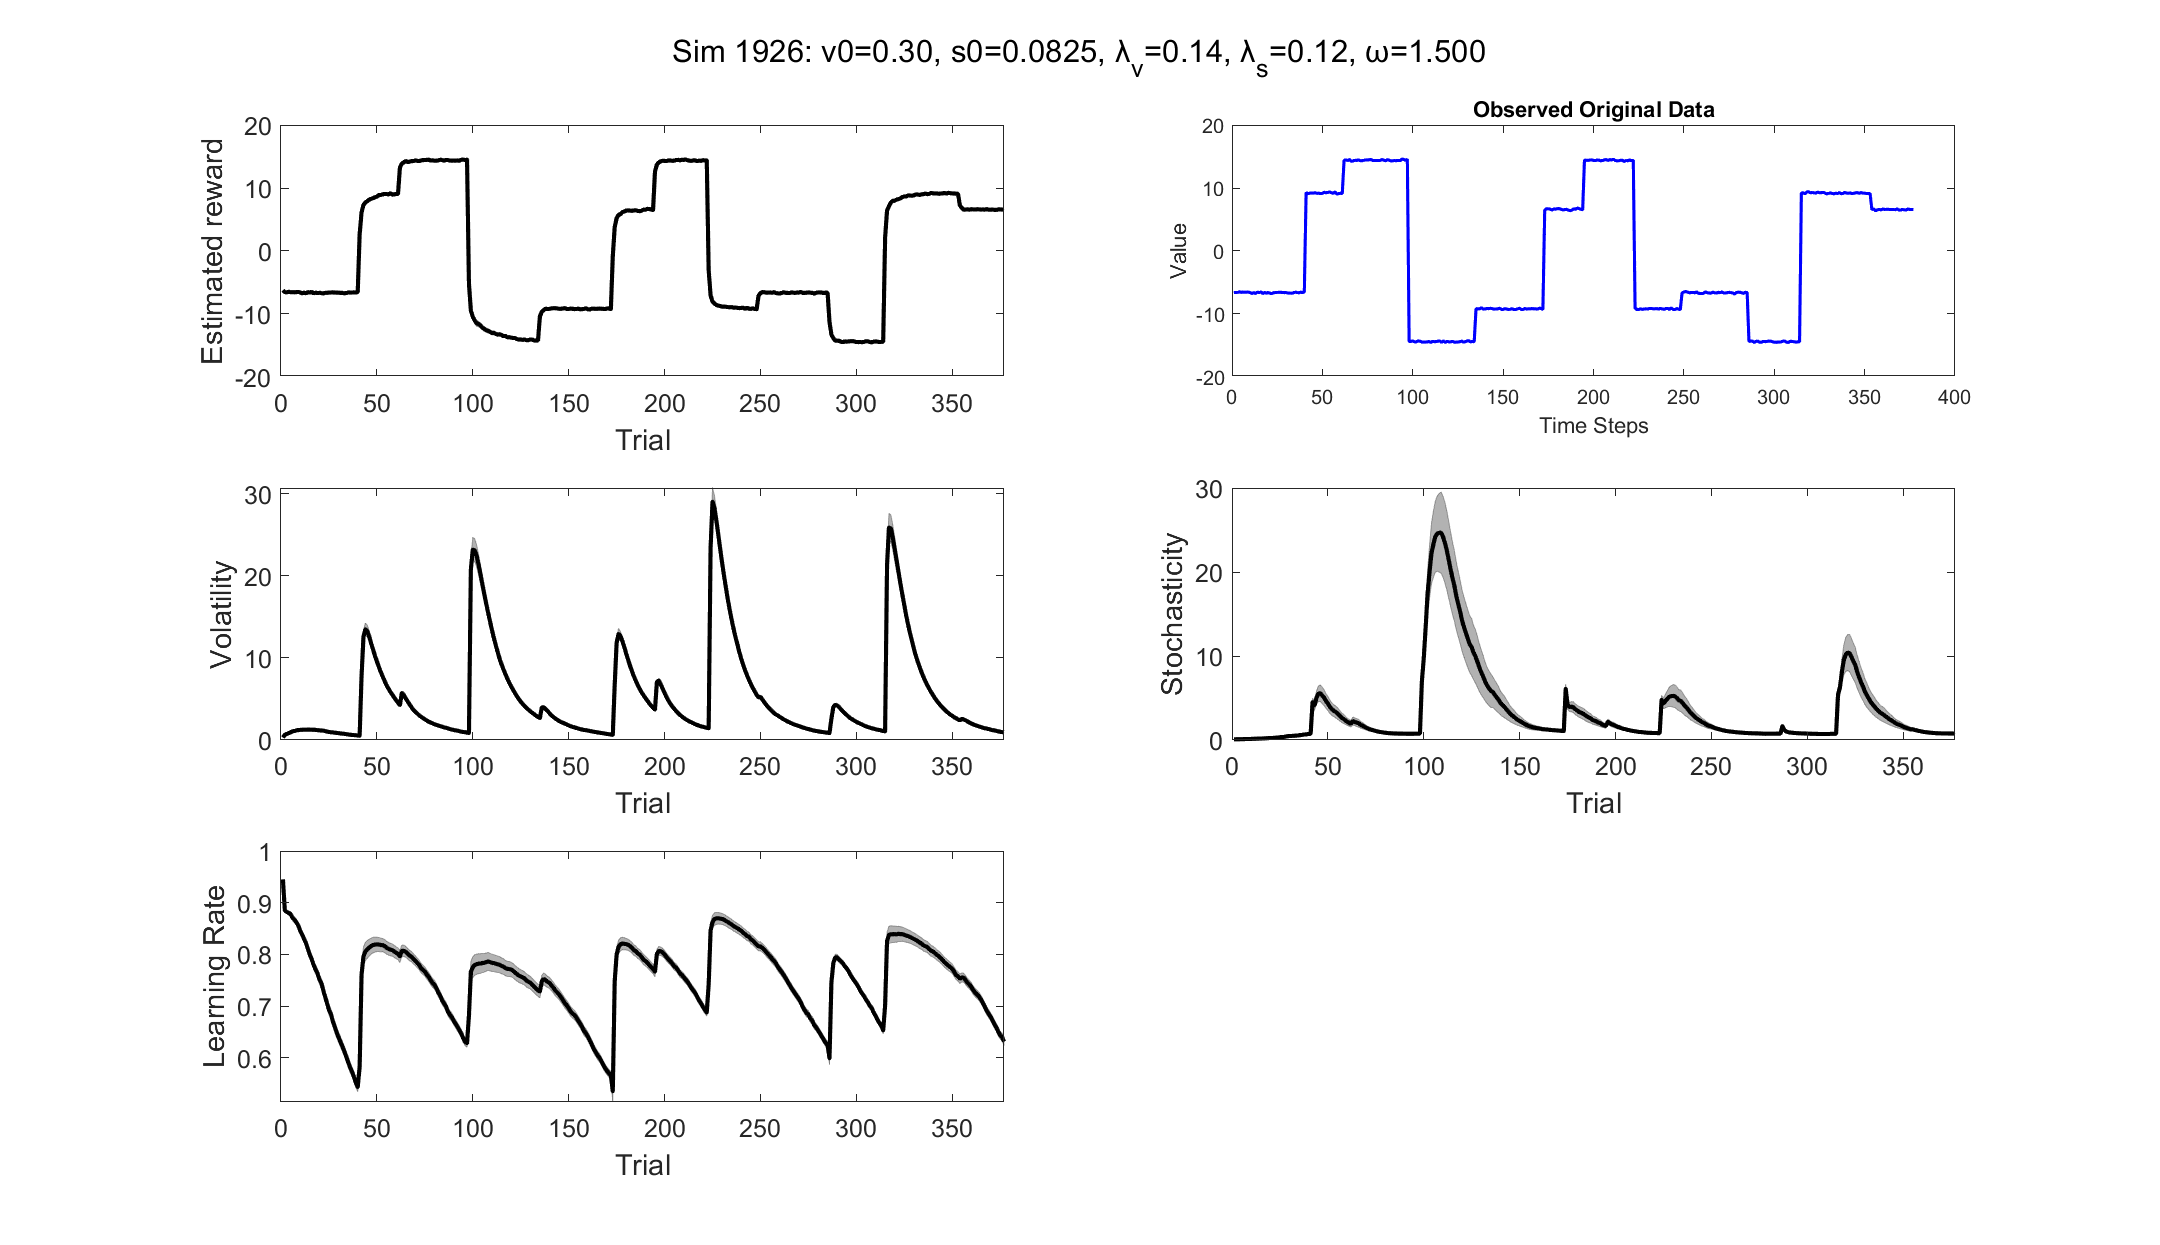 Sim 1926: v0=0.30, s0=0.0825, λ_v=0.14, λ_s=0.12, ω=1.500
Estimated reward
20
10
0
-10
-20
0 50 100 150 200 250 300 350
Trial
Observed Original Data
Value
20
10
0
-10
-20
0 50 100 150 200 250 300 350 400
Time Steps
Volatility
30
20
10
0
0 50 100 150 200 250 300 350
Trial
Stochasticity
30
20
10
0
0 50 100 150 200 250 300 350
Trial
Learning Rate
1
0.9
0.8
0.7
0.6
0 50 100 150 200 250 300 350
Trial